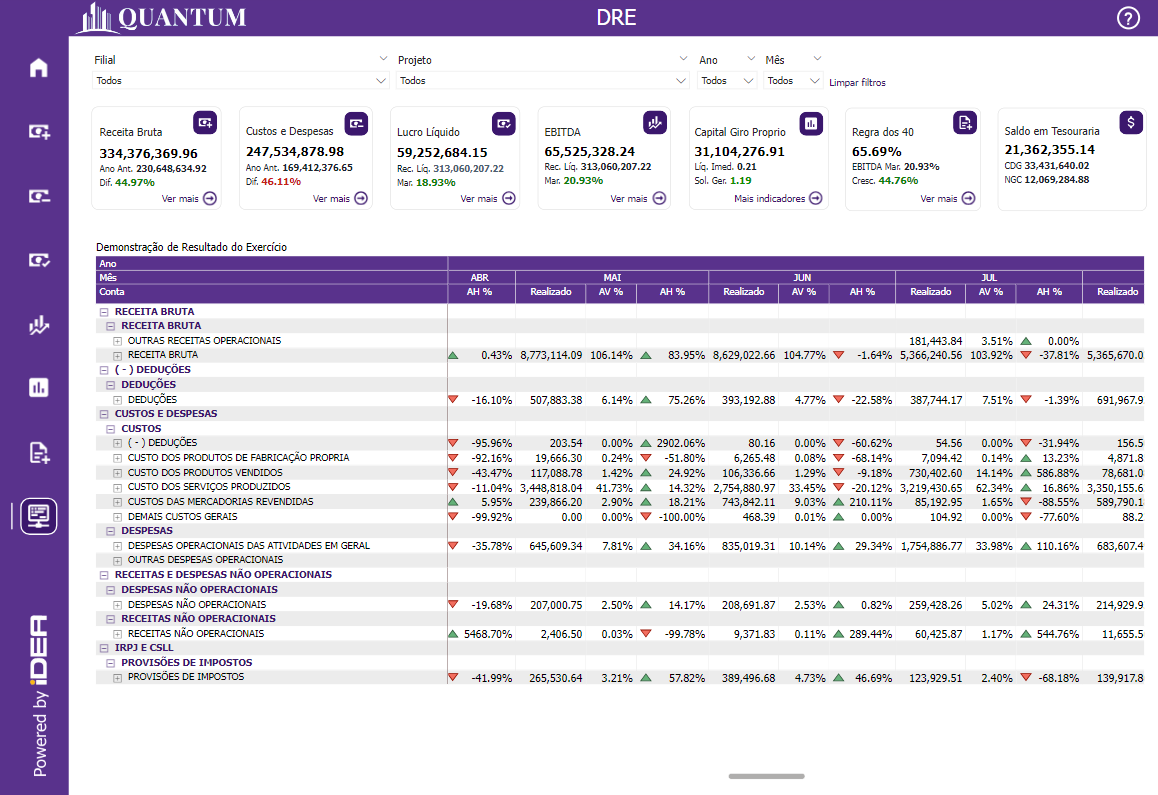 QUANTUM
DRE
?
Filial Projeto Ano Mês
Todos Todos Todos Todos Limpar filtros
Receita Bruta
334,376,369.96
Ano Ant. 230,648,634.92
Dif. 44.97%
Ver mais
Custos e Despesas
247,534,878.98
Ano Ant. 169,412,376.65
Dif. 46.11%
Ver mais
Lucro Líquido
59,252,684.15
Rec. Líq. 313,060,207.22
Mar. 18.93%
Ver mais
EBITDA
65,525,328.24
Rec. Líq. 313,060,207.22
Mar. 20.93%
Ver mais
Capital Giro Proprio
31,104,276.91
Liq. Imed. 0.21
Sol. Ger. 1.19
Mais indicadores
Regra dos 40
65.69%
EBITDA Mar. 20.93%
Cresc. 44.76%
Ver mais
$
Saldo em Tesouraria
21,362,355.14
CDG 33,431,640.02
NGC 12,069,284.88
Demonstração de Resultado do Exercício
Ano
Mês ABR MAI JUN JUL
Conta AH % Realizado AV % AH % Realizado AV % AH % Realizado AV % AH % Realizado
RECEITA BRUTA
RECEITA BRUTA
OUTRAS RECEITAS OPERACIONAIS 181,443.84 3.51% 0.00%
RECEITA BRUTA 0.43% 8,773,114.09 106.14% 83.95% 8,629,022.66 104.77% -1.64% 5,366,240.56 103.92% -37.81% 5,365,670.0
( - ) DEDUÇÕES
DEDUÇÕES
DEDUÇÕES -16.10% 507,883.38 6.14% 75.26% 393,192.88 4.77% -22.58% 387,744.17 7.51% -1.39% 691,967.9
CUSTOS E DESPESAS
CUSTOS
( - ) DEDUÇÕES -95.96% 203.54 0.00% 2902.06% 80.16 0.00% -60.62% 54.56 0.00% -31.94% 156.5
CUSTO DOS PRODUTOS DE FABRICAÇÃO PROPRIA -92.16% 19,666.30 0.24% -51.80% 6,265.48 0.08% -68.14% 7,094.42 0.14% 13.23% 4,871.8
CUSTO DOS PRODUTOS VENDIDOS -43.47% 117,088.78 1.42% 24.92% 106,336.66 1.29% -9.18% 730,402.60 14.14% 586.88% 78,681.0
CUSTO DOS SERVIÇOS PRODUZIDOS -11.04% 3,448,818.04 41.73% 14.32% 2,754,880.97 33.45% -20.12% 3,219,430.65 62.34% 16.86% 3,350,155.6
CUSTOS DAS MERCADORIAS REVENDIDAS 5.95% 239,866.20 2.90% 18.21% 743,842.11 9.03% 210.11% 85,192.95 1.65% -88.55% 589,790.1
DEMAIS CUSTOS GERAIS -99.92% 0.00 0.00% -100.00% 468.39 0.01% 0.00% 104.92 0.00% -77.60% 88.2
DESPESAS
DESPESAS OPERACIONAIS DAS ATIVIDADES EM GERAL -35.78% 645,609.34 7.81% 34.16% 835,019.31 10.14% 29.34% 1,754,886.77 33.98% 110.16% 683,607.4
OUTRAS DESPESAS OPERACIONAIS
RECEITAS E DESPESAS NÃO OPERACIONAIS
DESPESAS NÃO OPERACIONAIS
DESPESAS NÃO OPERACIONAIS -19.68% 207,000.75 2.50% 14.17% 208,691.87 2.53% 0.82% 259,428.26 5.02% 24.31% 214,929.9
RECEITAS NÃO OPERACIONAIS
RECEITAS NÃO OPERACIONAIS 5468.70% 2,406.50 0.03% -99.78% 9,371.83 0.11% 289.44% 60,425.87 1.17% 544.76% 11,655.5
IRPJ E CSLL
PROVISÕES DE IMPOSTOS
PROVISÕES DE IMPOSTOS -41.99% 265,530.64 3.21% 57.82% 389,496.68 4.73% 46.69% 123,929.51 2.40% -68.18% 139,917.8
Powered by iDEA